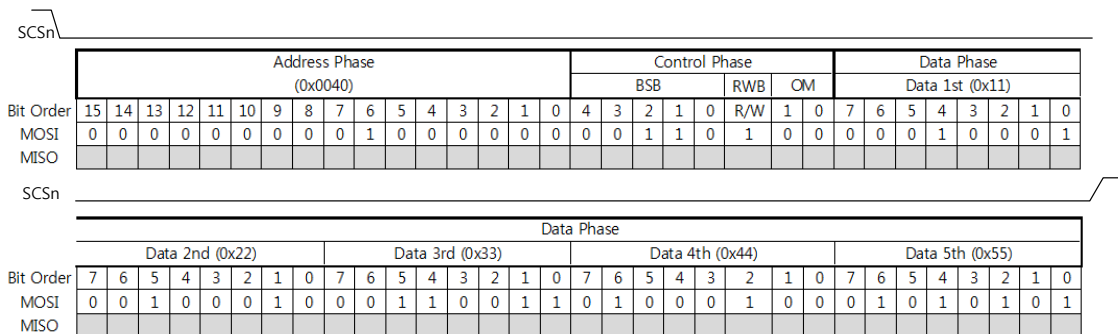 SCSn
Address Phase Control Phase Data Phase
(0x0040) BSB RWB OM Data 1st (0x11)
Bit Order 15 14 13 12 11 10 9 8 7 6 5 4 3 2 1 0 4 3 2 1 0 R/W 1 0 7 6 5 4 3 2 1 0
MOSI 0 0 0 0 0 0 0 0 0 1 0 0 0 0 0 0 0 0 1 1 0 1 0 0 0 0 0 1 0 0 0 1
MISO
SCSn
Data Phase
Data 2nd (0x22) Data 3rd (0x33) Data 4th (0x44) Data 5th (0x55)
Bit Order 7 6 5 4 3 2 1 0 7 6 5 4 3 2 1 0 7 6 5 4 3 2 1 0 7 6 5 4 3 2 1 0
MOSI 0 0 1 0 0 0 1 0 0 0 1 1 0 0 1 1 0 1 0 0 0 1 0 0 0 1 0 1 0 1 0 1
MISO